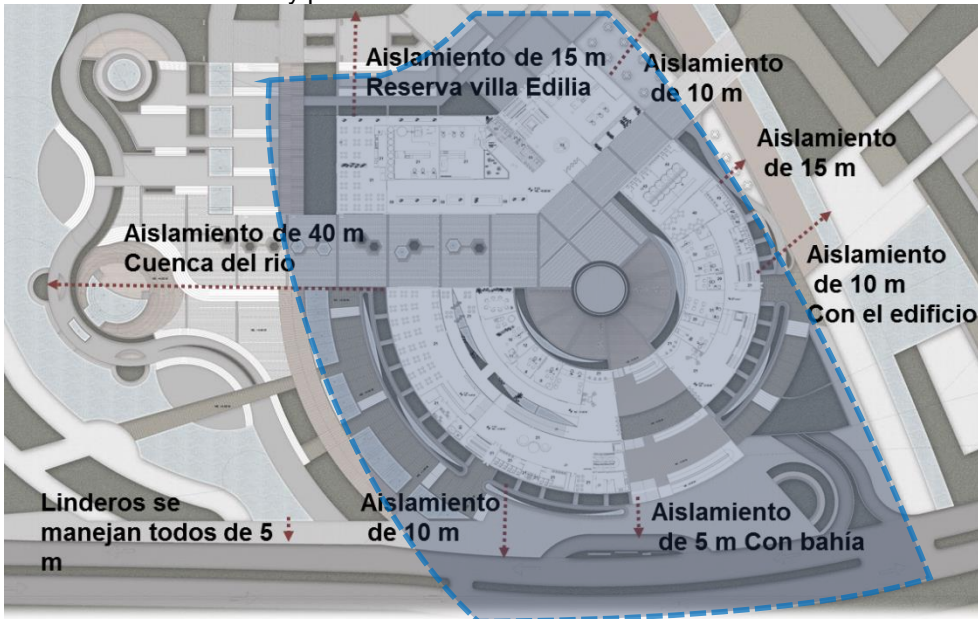 y p
Aislamiento de 15 m
Reserva villa Edilia
Aislamiento
de 10 m
Aislamiento
de 15 m
Aislamiento de 40 m
Cuenca del rio
Aislamiento
de 10 m
Con el edificio
Linderos se
manejan todos de 5
m
Aislamiento
de 10 m
Aislamiento
de 5 m Con bahía